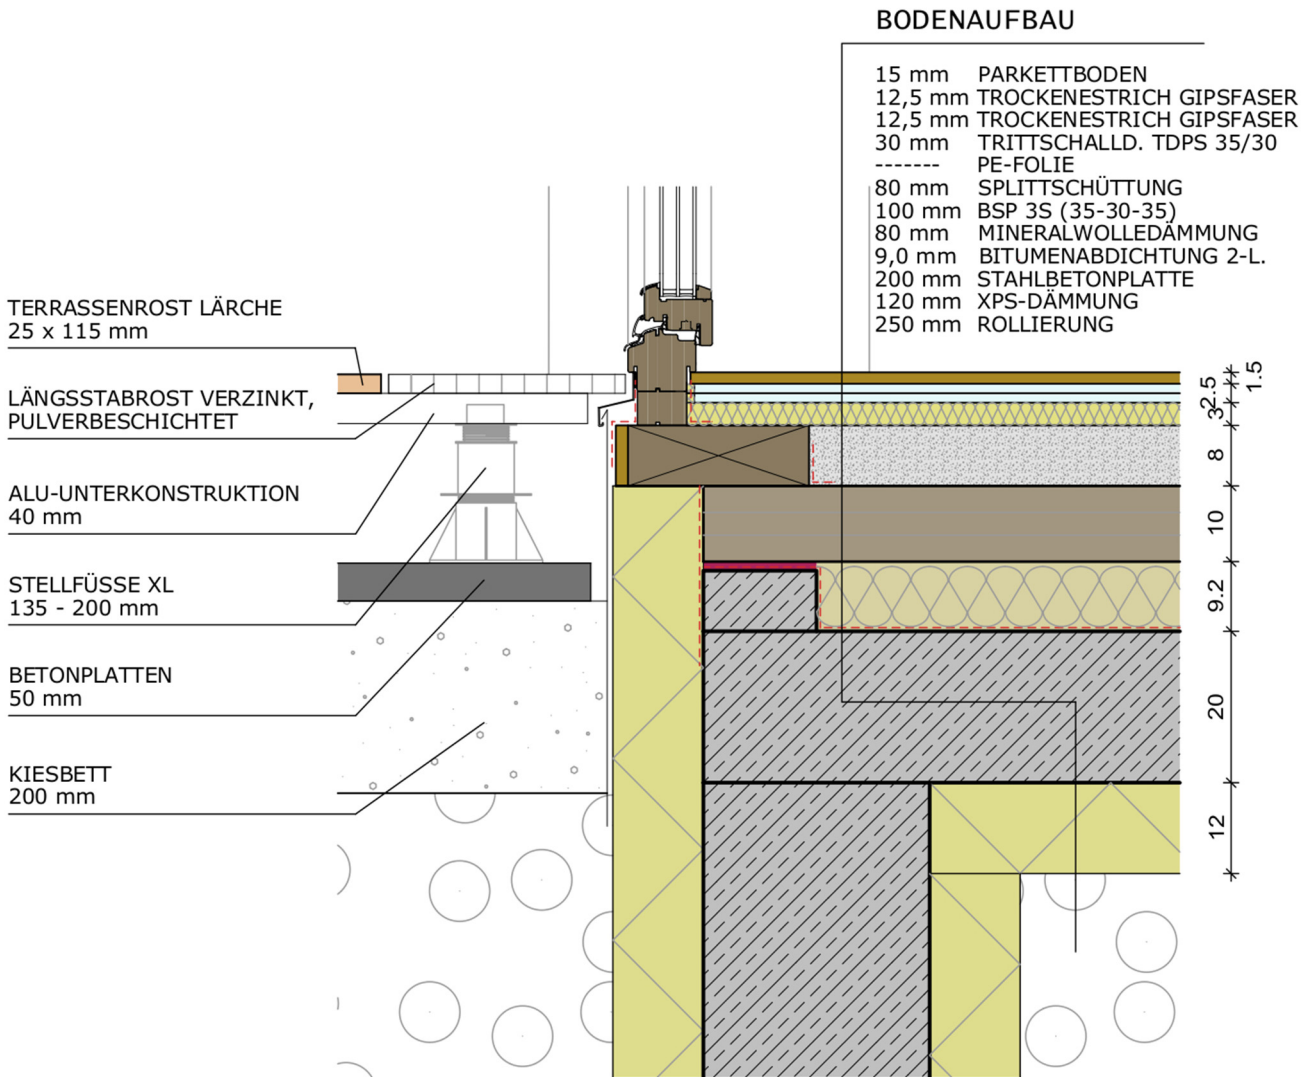 BODENAUFBAU
15 mm PARKETTBODEN
12,5 mm TROCKENESTRICH GIPSFASER
12,5 mm TROCKENESTRICH GIPSFASER
30 mm TRITTSCHALLD. TDPS 35/30
------- PE-FOLIE
80 mm SPLITTSCHÜTTUNG
100 mm BSP 3S (35-30-35)
80 mm MINERALWOLLEDÄMMUNG
9,0 mm BITUMENABDICHTUNG 2-L.
200 mm STAHLBETONPLATTE
120 mm XPS-DÄMMUNG
250 mm ROLLIERUNG
TERRASSENROST LÄRCHE
25 x 115 mm
LÄNGSSTABROST VERZINKT,
PULVERBESCHICHTET
ALU-UNTERKONSTRUKTION
40 mm
STELLFÜSSE XL
135 - 200 mm
BETONPLATTEN
50 mm
KIESBETT
200 mm
1.5
2.5
3
8
10
9.2
20
12